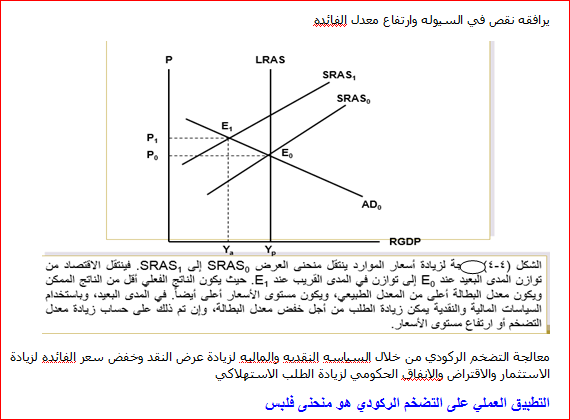 يرافقه نقص في السيوله وارتفاع معدل الفائده
P
LRAS
SRAS1
SRAS0
E1
P1
P0
E0
AD0
RGDP
Ya
Yp
الشكل (٤-٤) لزيادة أسعار الموارد ينتقل منحنى العرض SRAS0 إلى SRAS1. فينتقل الاقتصاد من
توازن المدى البعيد عند E0 إلى توازن في المدى القريب عند E1. حيث يكون الناتج الفعلي أقل من الناتج الممكن
ويكون معدل البطالة أعلى من المعدل الطبيعي، ويكون مستوى الأسعار أعلى أيضاً. في المدى البعيد، وباستخدام
السياسات المالية والنقدية يمكن زيادة الطلب من أجل خفض معدل البطالة، وإن تم ذلك على حساب زيادة معدل
التضخم أو ارتفاع مستوى الأسعار.
معالجة التضخم الركودي من خلال السياسه النقديه والماليه لزيادة عرض النقد وخفض سعر الفائده لزيادة
الاستثمار والاقتراض والانفاق الحكومي لزيادة الطلب الاستهلاكي
التطبيق العملي على التضخم الركودي هو منحنى فلبس